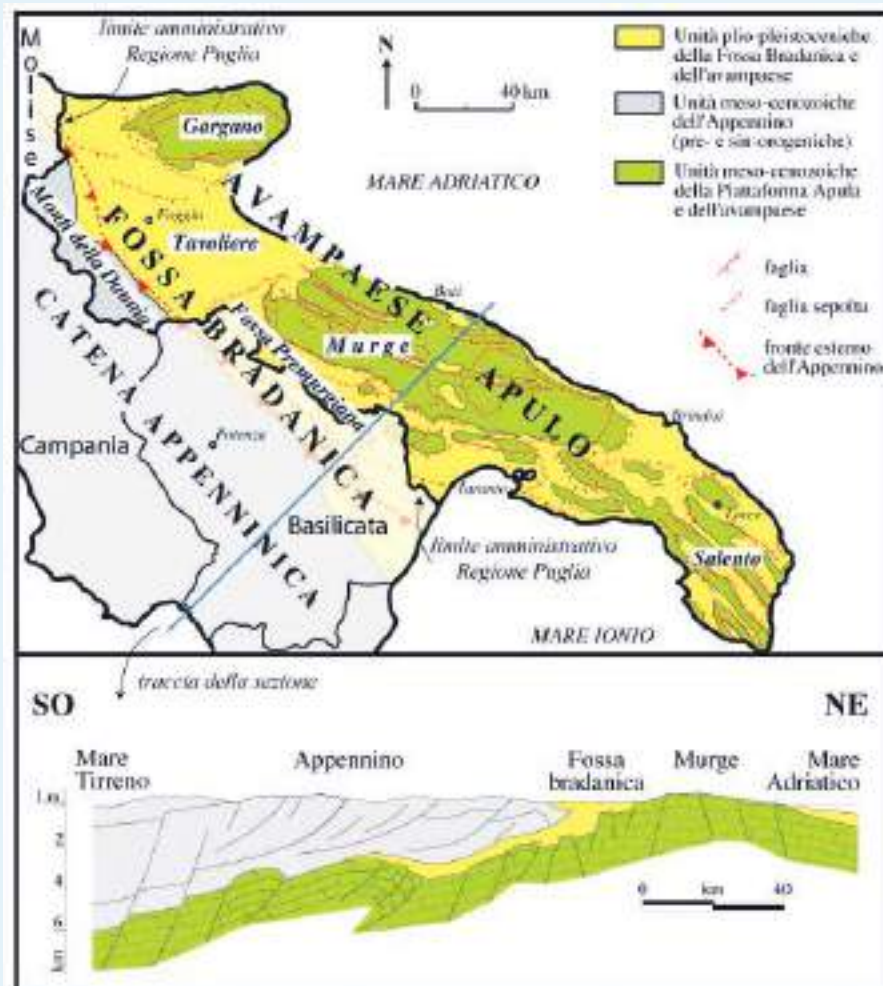 limite amministrativo
Regione Puglia
Molise
N
0 40 km
Unità plio-pleistoceniche
della Fossa Bradanica e
dell'avampaese
Unità meso-cenozoiche
dell'Appennino
(pre- e sin-orogeniche)
Unità meso-cenozoiche
della Piattaforma Apula
e dell'avampaese
faglia
faglia sepolta
fronte esterno
dell'Appennino
Gargano
MARE ADRIATICO
AVAMPAESE APULO
Foggia
Tavoliere
FOSSA BRADANICA
Monti della Daunia
Bari
Fossa Premurgiana
Murge
CATENA APPENNINICA
Campania
Potenza
Brindisi
Taranto
Basilicata
Lecce
limite amministrativo
Regione Puglia
Salento
MARE IONIO
traccia della sezione
SO
NE
Mare
Tirreno
Appennino
Fossa
bradanica
Murge
Mare
Adriatico
l.m.
2
4
6
km
0 km 40